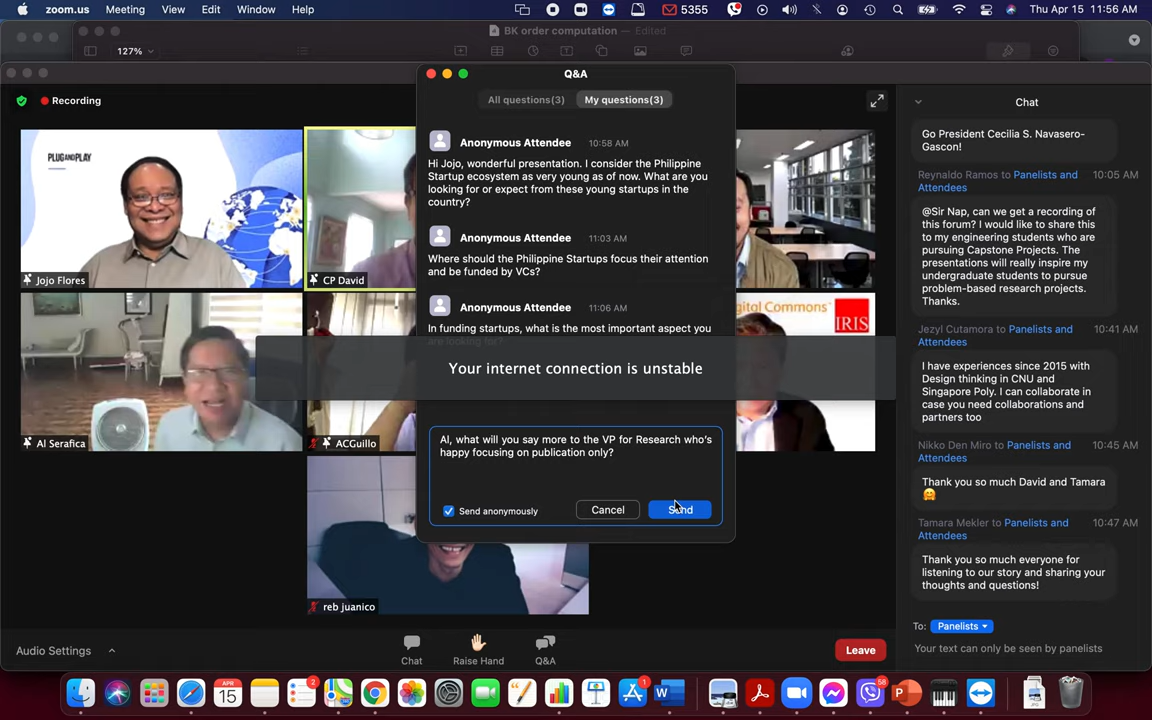 zoom.us Meeting View Edit Window Help
5355
Thu Apr 15 11:56 AM
BK order computation — Edited
127%
Recording
Q&A
All questions(3) My questions(3)
Anonymous Attendee 10:58 AM
Hi Jojo, wonderful presentation. I consider the Philippine
Startup ecosystem as very young as of now. What are you
looking for or expect from these young startups in the
country?
Anonymous Attendee 11:03 AM
Where should the Philippine Startups focus their attention
and be funded by VCs?
Anonymous Attendee 11:06 AM
In funding startups, what is the most important aspect you
are looking for?
Your internet connection is unstable
Al, what will you say more to the VP for Research who's
happy focusing on publication only?
Send anonymously
Cancel
Send
PLUGANDPLAY
Jojo Flores
CP David
Al Serafica
ACGuillo
gital Commons™
IRIS
reb juanico
Chat
Go President Cecilia S. Navasero-
Gascon!
Reynaldo Ramos to Panelists and 10:05 AM
Attendees
@Sir Nap, can we get a recording of
this forum? I would like to share this
to my engineering students who are
pursuing Capstone Projects. The
presentations will really inspire my
undergraduate students to pursue
problem-based research projects.
Thanks.
Jezyl Cutamora to Panelists and 10:41 AM
Attendees
I have experiences since 2015 with
Design thinking in CNU and
Singapore Poly. I can collaborate in
case you need collaborations and
partners too
Nikko Den Miro to Panelists and 10:45 AM
Attendees
Thank you so much David and Tamara
🤗
Tamara Mekler to Panelists and 10:47 AM
Attendees
Thank you so much everyone for
listening to our story and sharing your
thoughts and questions!
To: Panelists
Your text can only be seen by panelists
Audio Settings
Chat
Raise Hand
Q&A
Leave
APR
15
2
1
58